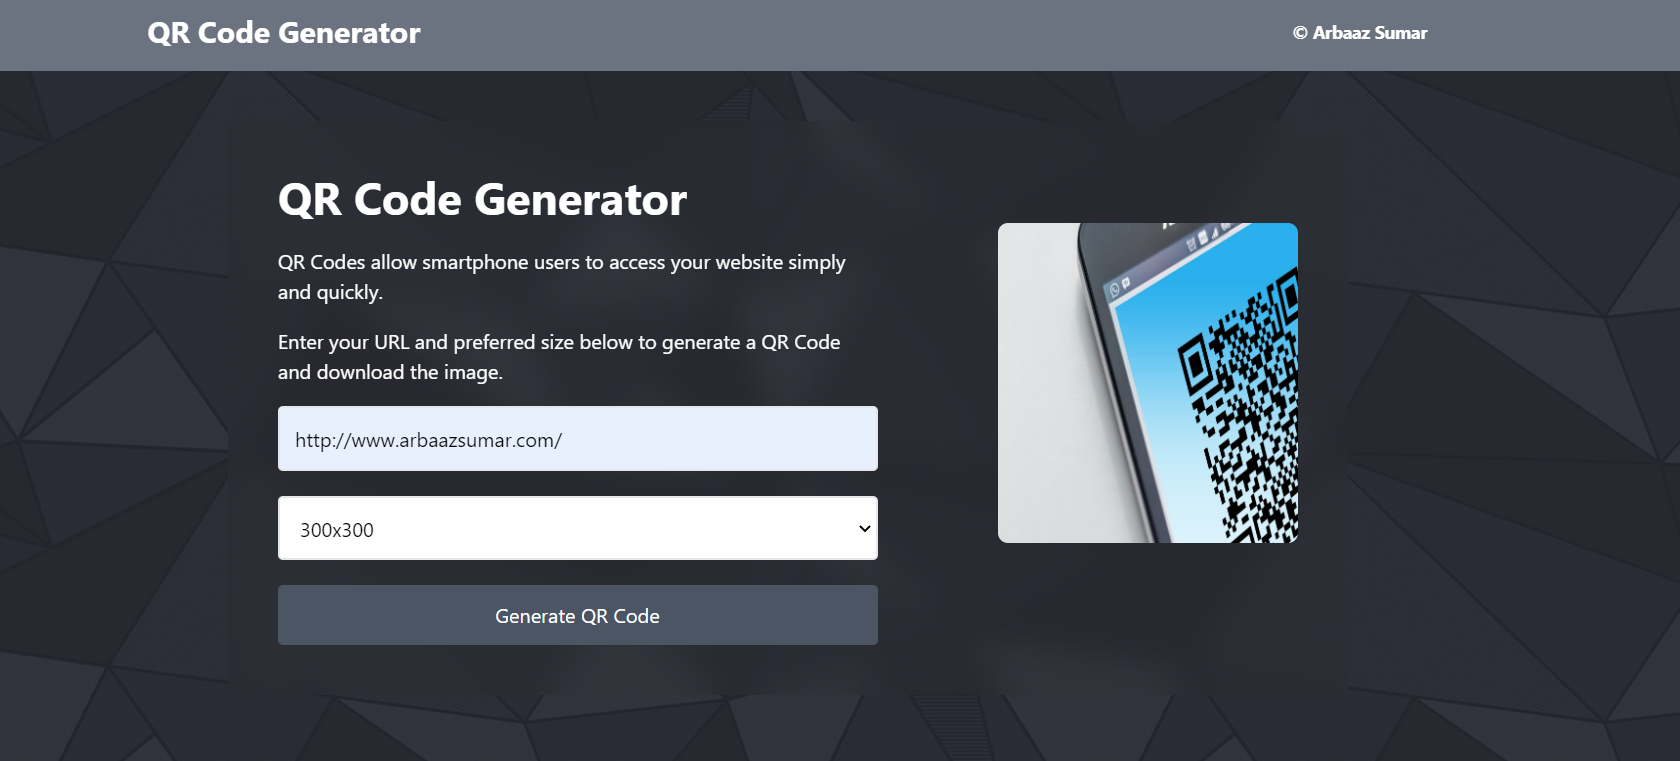 QR Code Generator
© Arbaaz Sumar
QR Code Generator
QR Codes allow smartphone users to access your website simply
and quickly.
Enter your URL and preferred size below to generate a QR Code
and download the image.
http://www.arbaazsumar.com/
300x300
Generate QR Code